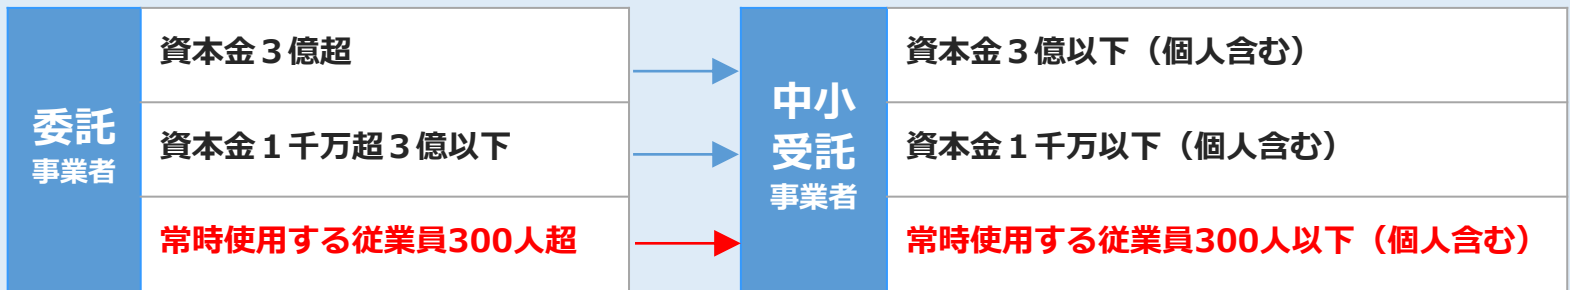 委託
事業者
資本金３億超
資本金１千万超３億以下
常時使用する従業員300人超
中小
受託
事業者
資本金３億以下（個人含む）
資本金１千万以下（個人含む）
常時使用する従業員300人以下（個人含む）